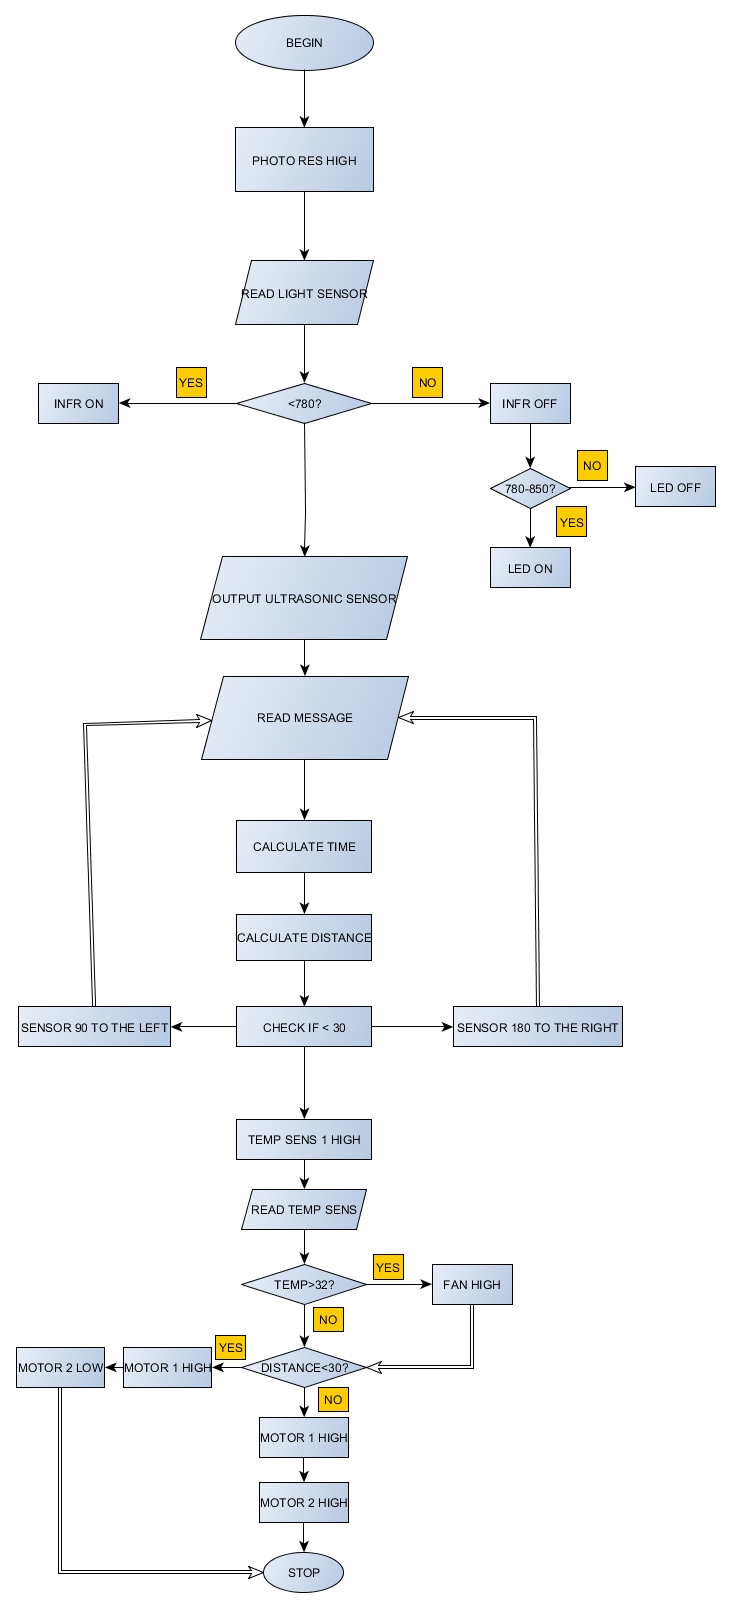 BEGIN
PHOTO RES HIGH
READ LIGHT SENSOR
YES
NO
INFR ON
<780?
INFR OFF
NO
780-850?
LED OFF
YES
LED ON
OUTPUT ULTRASONIC SENSOR
READ MESSAGE
CALCULATE TIME
CALCULATE DISTANCE
SENSOR 90 TO THE LEFT
CHECK IF < 30
SENSOR 180 TO THE RIGHT
TEMP SENS 1 HIGH
READ TEMP SENS
YES
TEMP>32?
FAN HIGH
NO
YES
MOTOR 2 LOW
MOTOR 1 HIGH
DISTANCE<30?
NO
MOTOR 1 HIGH
MOTOR 2 HIGH
STOP